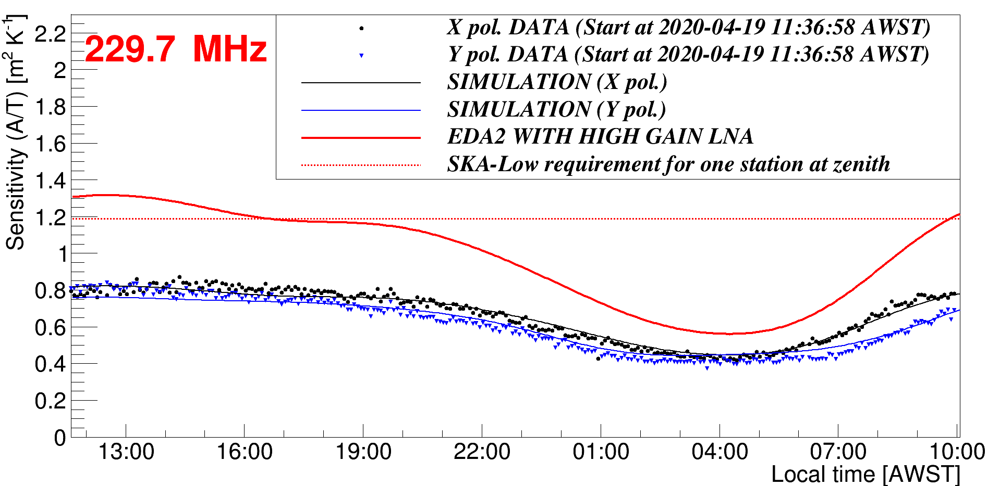 229.7 MHz
X pol. DATA (Start at 2020-04-19 11:36:58 AWST)
Y pol. DATA (Start at 2020-04-19 11:36:58 AWST)
SIMULATION (X pol.)
SIMULATION (Y pol.)
EDA2 WITH HIGH GAIN LNA
SKA-Low requirement for one station at zenith
Sensitivity (A/T) [m² K⁻¹]
2.2
2
1.8
1.6
1.4
1.2
1
0.8
0.6
0.4
0.2
0
13:00 16:00 19:00 22:00 01:00 04:00 07:00 10:00
Local time [AWST]